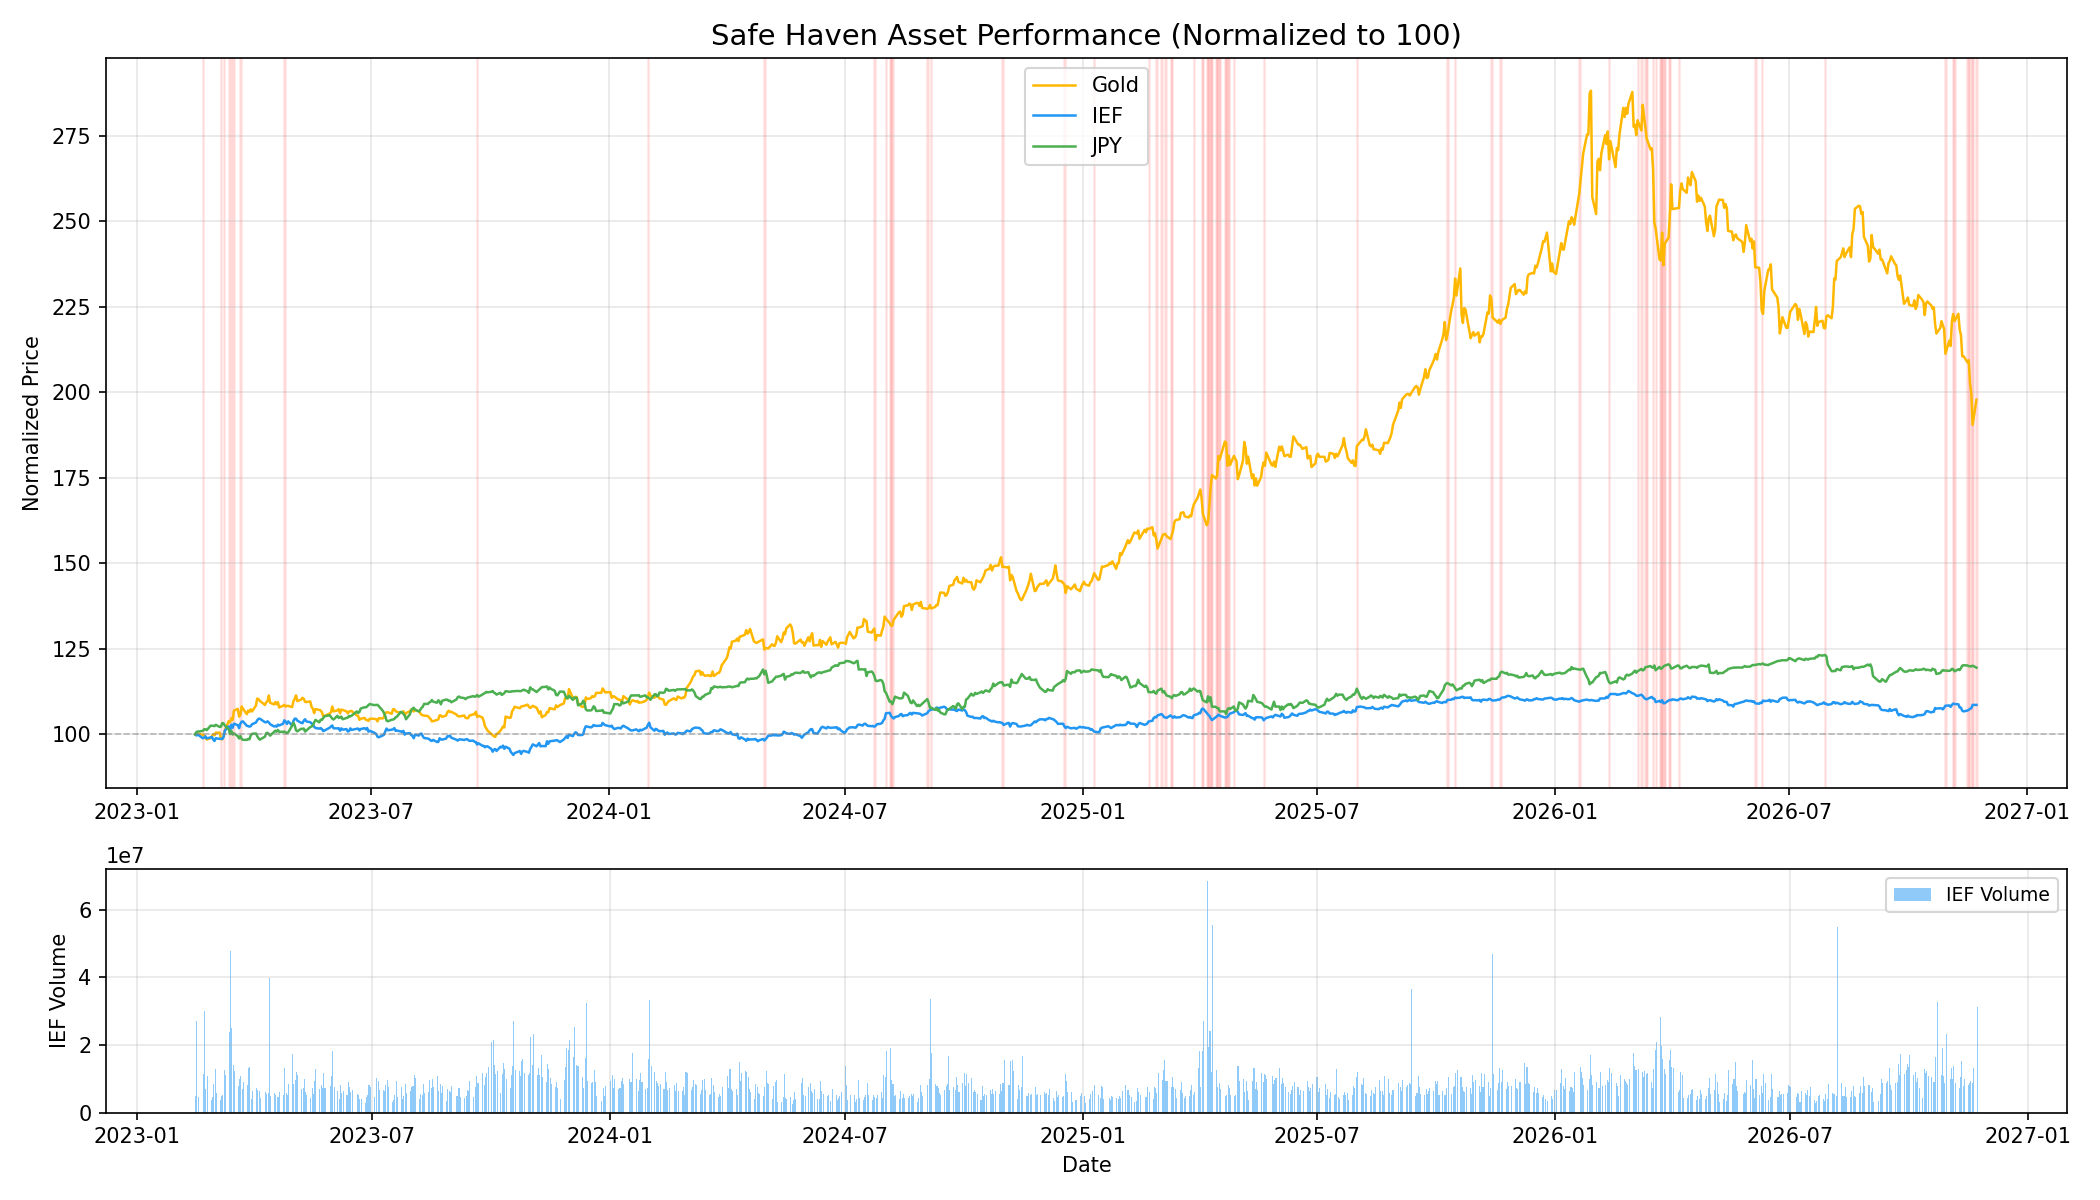 Safe Haven Asset Performance (Normalized to 100)
Gold
IEF
JPY
Normalized Price
275
250
225
200
175
150
125
100
2023-01 2023-07 2024-01 2024-07 2025-01 2025-07 2026-01 2026-07 2027-01
1e7
IEF Volume
IEF Volume
6
4
2
0
2023-01 2023-07 2024-01 2024-07 2025-01 2025-07 2026-01 2026-07 2027-01
Date